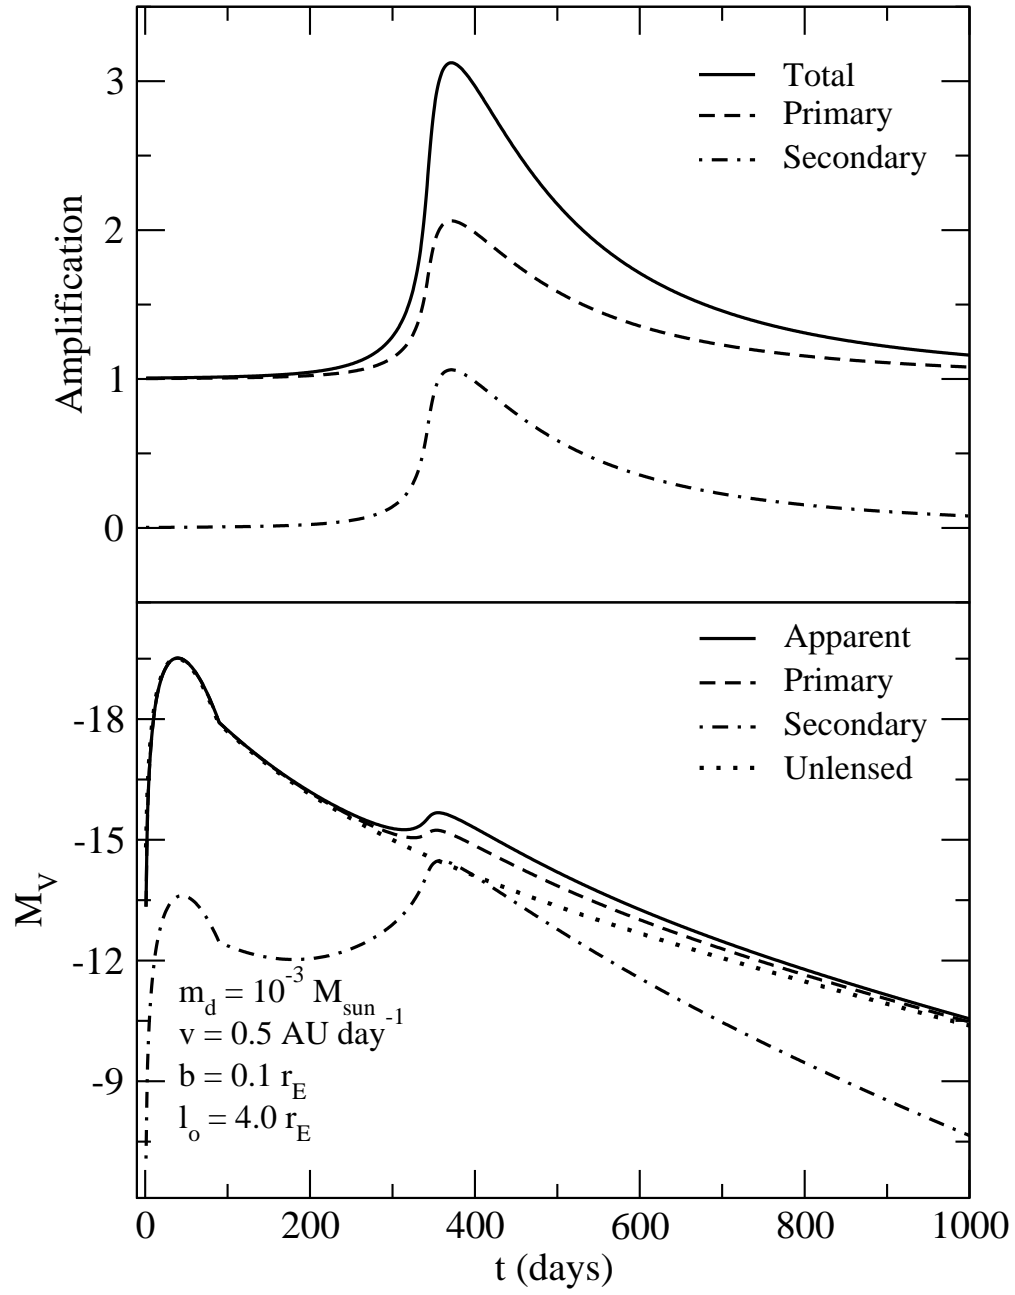 Amplification
3
2
1
0
Total
Primary
Secondary
M_V
-18
-15
-12
-9
Apparent
Primary
Secondary
Unlensed
m_d = 10^-3 M_sun
v = 0.5 AU day^-1
b = 0.1 r_E
l_o = 4.0 r_E
0 200 400 600 800 1000
t (days)